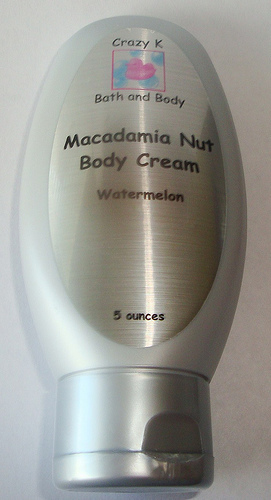 Crazy K
Bath and Body
Macadamia Nut
Body Cream
Watermelon
5 ounces